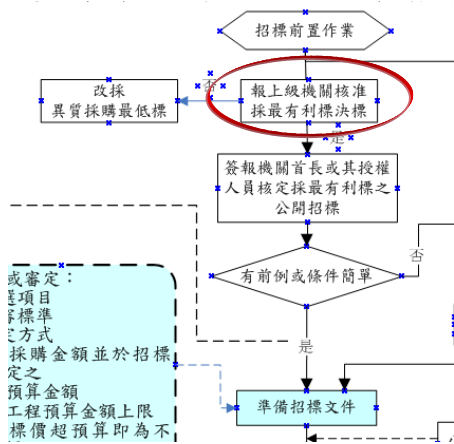 招標前置作業
改採
異質採購最低標
否
報上級機關核准
採最有利標決標
是
簽報機關首長或其授權
人員核定採最有利標之
公開招標
有前例或條件簡單
否
是
準備招標文件
或審定：
選項目
審標準
定方式
採購金額並於招標
定之
預算金額
工程預算金額上限
標價超預算即為不